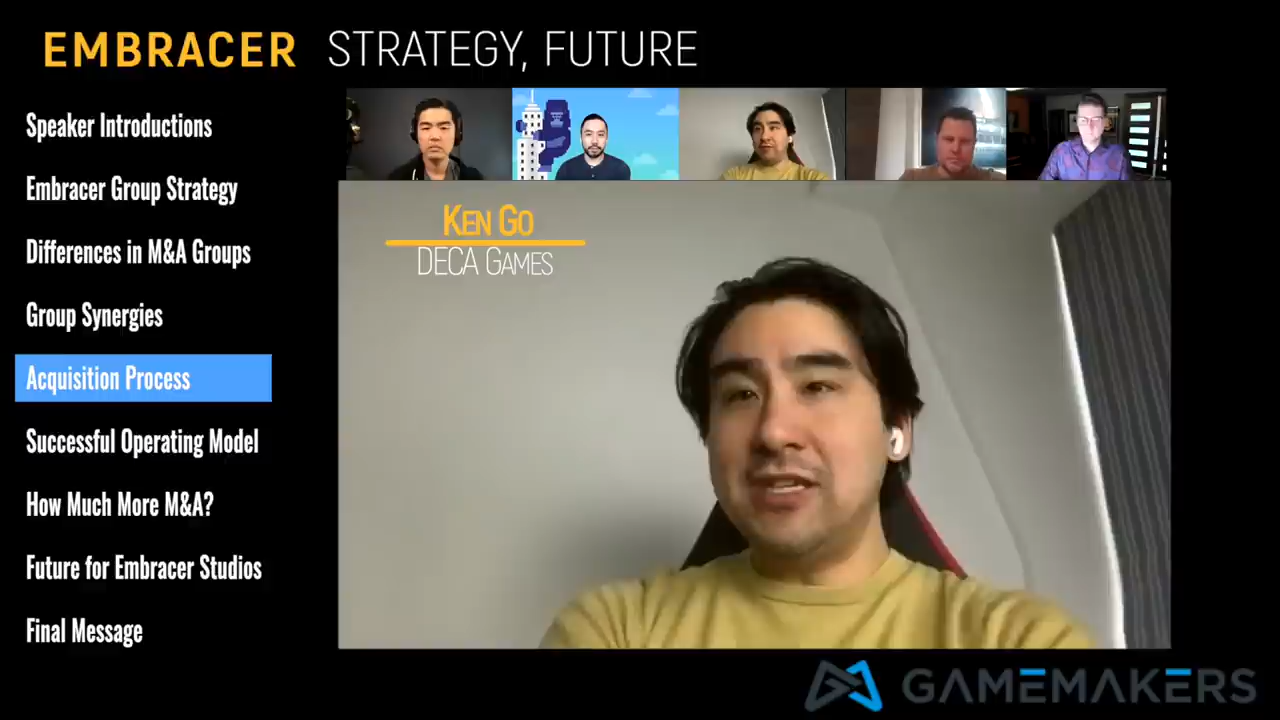 EMBRACER STRATEGY, FUTURE
Speaker Introductions
Embracer Group Strategy
Differences in M&A Groups
Group Synergies
Acquisition Process
Successful Operating Model
How Much More M&A?
Future for Embracer Studios
Final Message
KEN GO
DECA GAMES
GAMEMAKERS